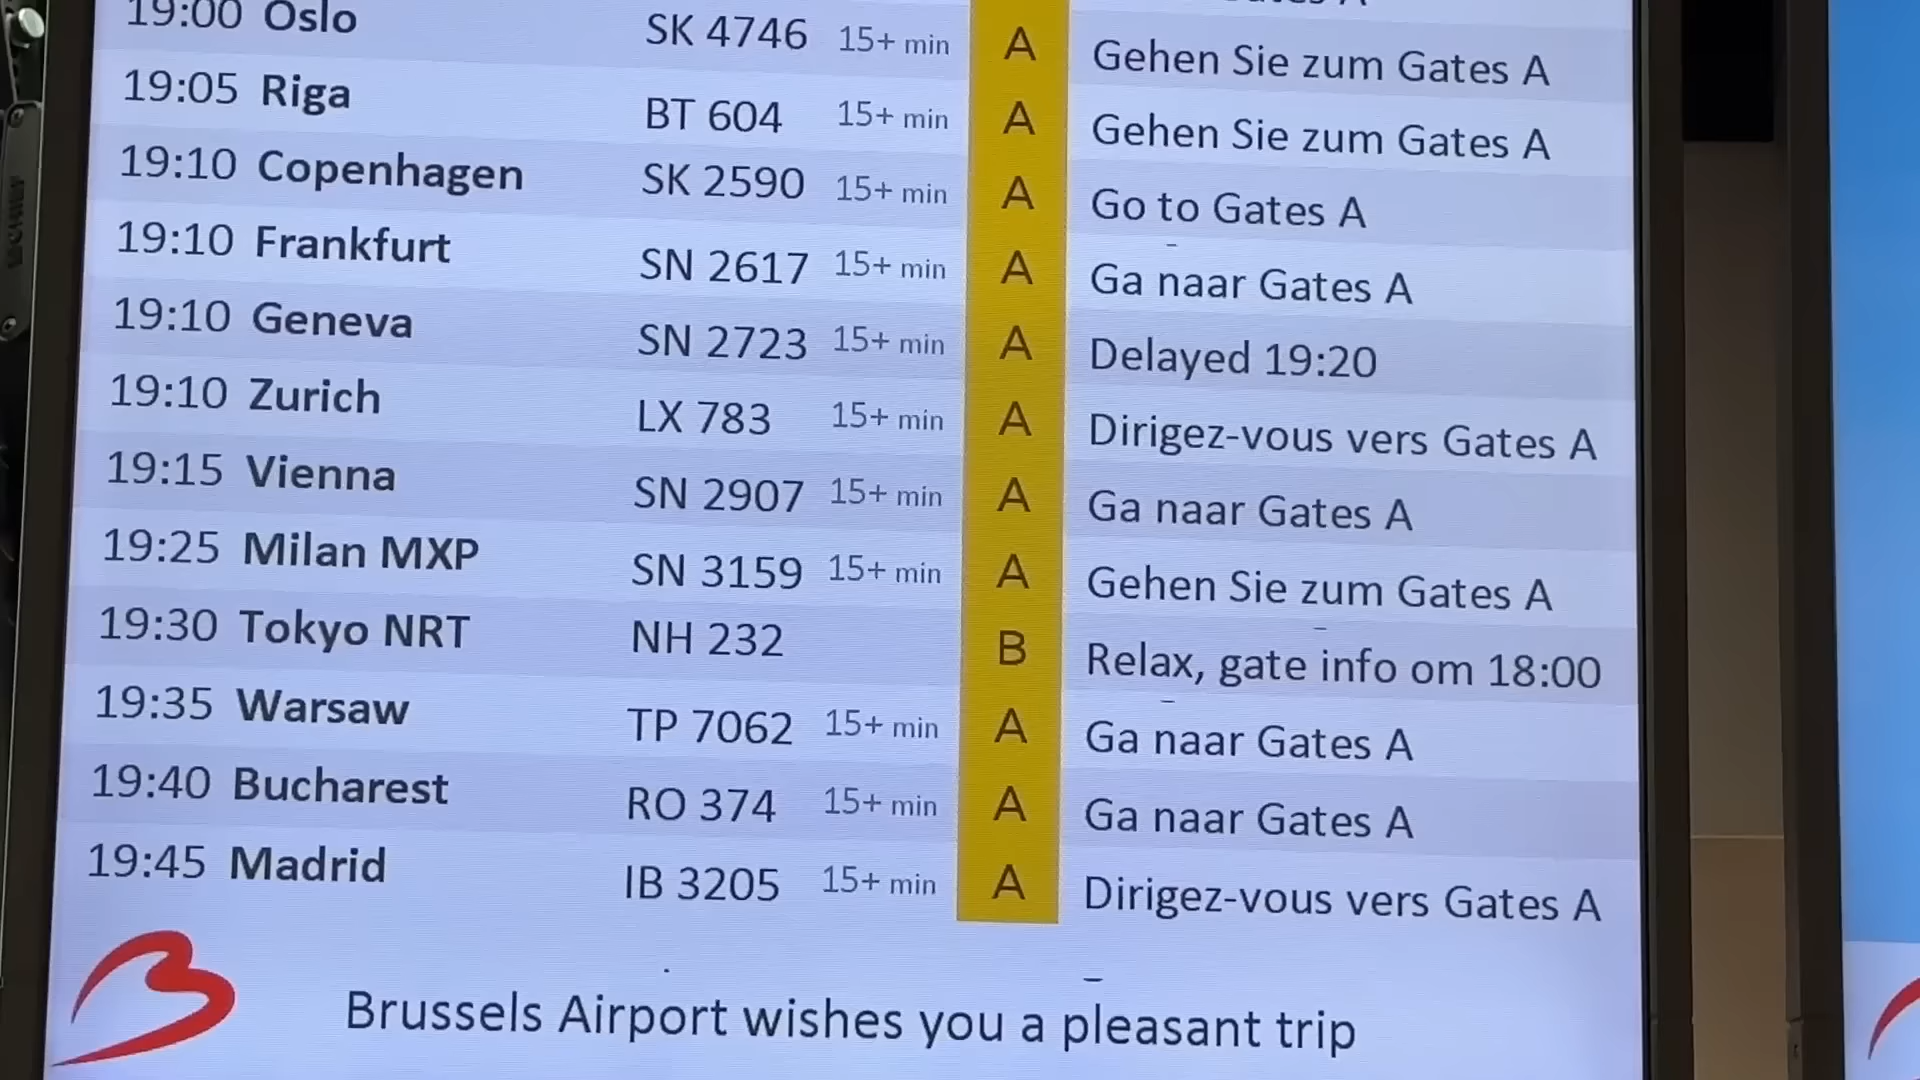 19:00 Oslo SK 4746 15+ min A Gehen Sie zum Gates A
19:05 Riga BT 604 15+ min A Gehen Sie zum Gates A
19:10 Copenhagen SK 2590 15+ min A Go to Gates A
19:10 Frankfurt SN 2617 15+ min A Ga naar Gates A
19:10 Geneva SN 2723 15+ min A Delayed 19:20
19:10 Zurich LX 783 15+ min A Dirigez-vous vers Gates A
19:15 Vienna SN 2907 15+ min A Ga naar Gates A
19:25 Milan MXP SN 3159 15+ min A Gehen Sie zum Gates A
19:30 Tokyo NRT NH 232 B Relax, gate info om 18:00
19:35 Warsaw TP 7062 15+ min A Ga naar Gates A
19:40 Bucharest RO 374 15+ min A Ga naar Gates A
19:45 Madrid IB 3205 15+ min A Dirigez-vous vers Gates A
Brussels Airport wishes you a pleasant trip